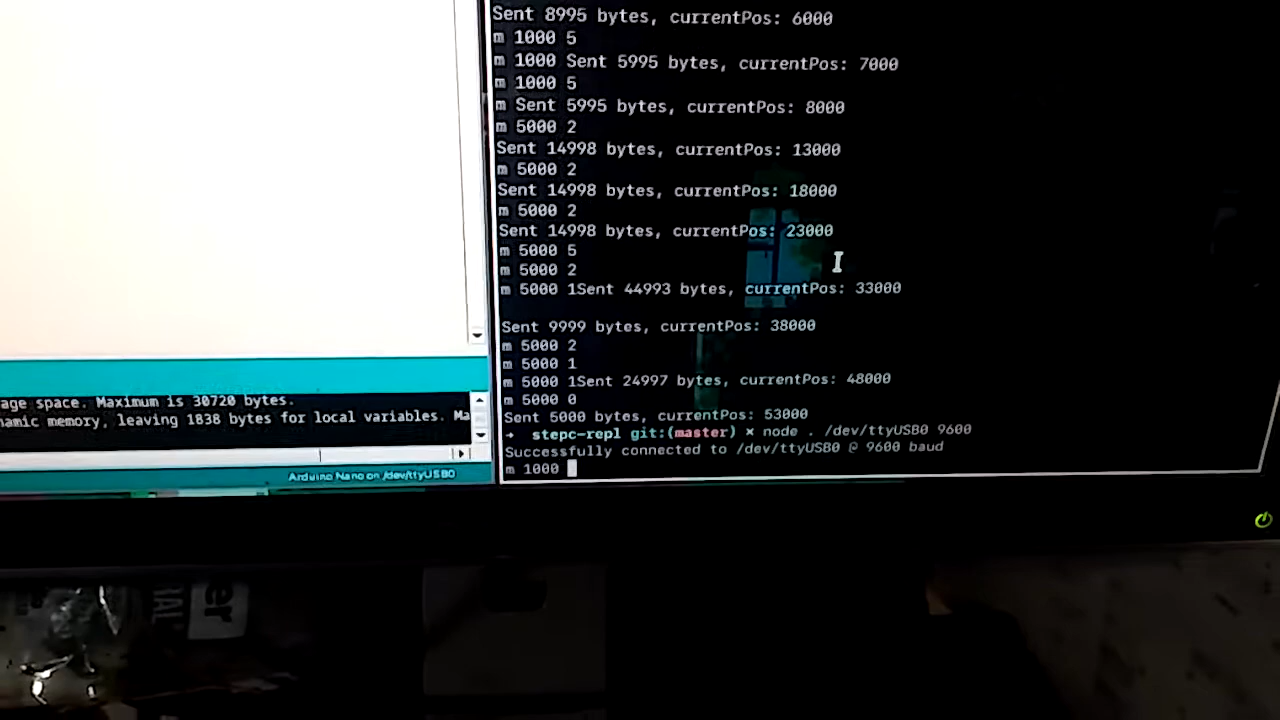 Sent 8995 bytes, currentPos: 6000
m 1000 5
m 1000 Sent 5995 bytes, currentPos: 7000
m 1000 5
m Sent 5995 bytes, currentPos: 8000
m 5000 2
Sent 14998 bytes, currentPos: 13000
m 5000 2
Sent 14998 bytes, currentPos: 18000
m 5000 2
Sent 14998 bytes, currentPos: 23000
m 5000 5
m 5000 2
m 5000 1Sent 44993 bytes, currentPos: 33000
Sent 9999 bytes, currentPos: 38000
m 5000 2
m 5000 1
m 5000 1Sent 24997 bytes, currentPos: 48000
m 5000 0
Sent 5000 bytes, currentPos: 53000
→ stepc-repl git:(master) × node . /dev/ttyUSB0 9600
Successfully connected to /dev/ttyUSB0 @ 9600 baud
m 1000
age space. Maximum is 30720 bytes.
namic memory, leaving 1838 bytes for local variables. Ma
Arduino Nano on /dev/ttyUSB0
er